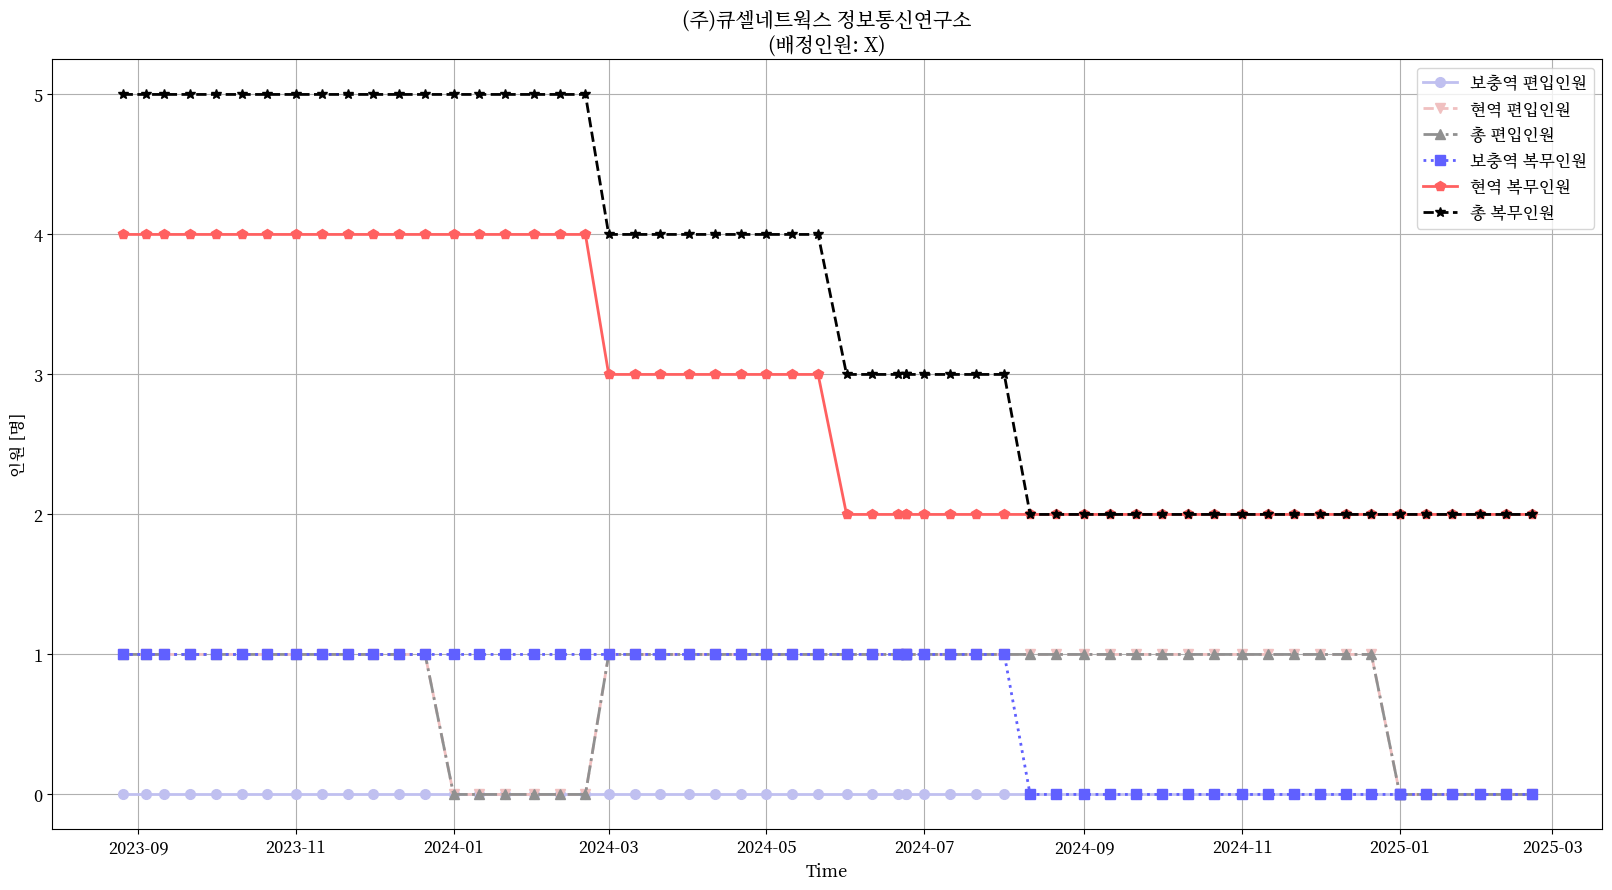 (주)큐셀네트웍스 정보통신연구소
(배정인원: X)
보충역 편입인원
현역 편입인원
총 편입인원
보충역 복무인원
현역 복무인원
총 복무인원
인원 [명]
5
4
3
2
1
0
2023-09
2023-11
2024-01
2024-03
2024-05
2024-07
2024-09
2024-11
2025-01
2025-03
Time